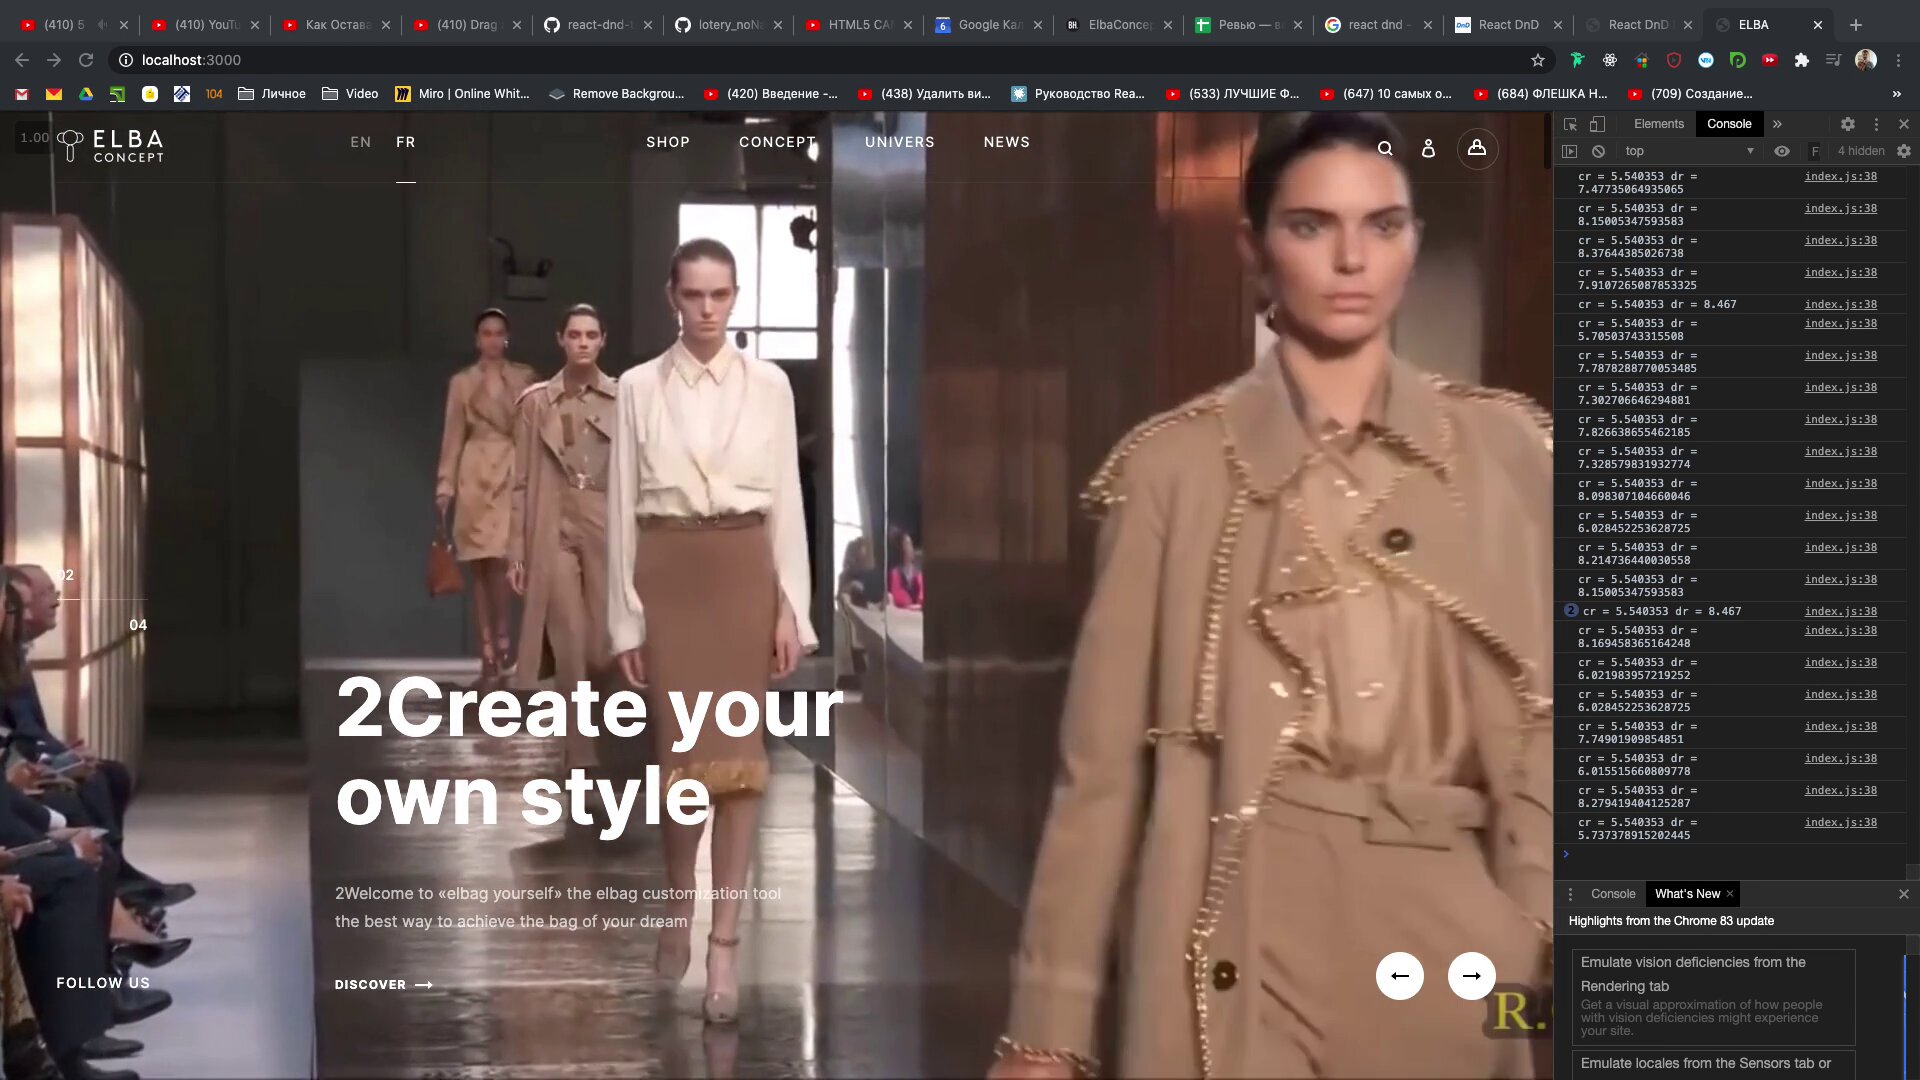 (410) 5
(410) YouTu
Как Остава
(410) Drag
react-dnd-t
lotery_noNa
HTML5 CAN
Google Кал
ElbaConcep
Ревью — в
react dnd -
React DnD
React DnD
ELBA
localhost:3000
104
Личное
Video
Miro | Online Whit...
Remove Backgrou...
(420) Введение -...
(438) Удалить ви...
Руководство Rea...
(533) ЛУЧШИЕ Ф...
(647) 10 самых о...
(684) ФЛЕШКА Н...
(709) Создание...
»
1.00
ELBA
CONCEPT
EN
FR
SHOP
CONCEPT
UNIVERS
NEWS
02
04
2Create your
own style
2Welcome to «elbag yourself» the elbag customization tool
the best way to achieve the bag of your dream
DISCOVER
FOLLOW US
R.
Elements
Console
»
top
F
4 hidden
cr = 5.540353 dr = index.js:38
7.47735064935065
cr = 5.540353 dr = index.js:38
8.15005347593583
cr = 5.540353 dr = index.js:38
8.37644385026738
cr = 5.540353 dr = index.js:38
7.9107265087853325
cr = 5.540353 dr = 8.467 index.js:38
cr = 5.540353 dr = index.js:38
5.70503743315508
cr = 5.540353 dr = index.js:38
7.7878288770053485
cr = 5.540353 dr = index.js:38
7.302706646294881
cr = 5.540353 dr = index.js:38
7.826638655462185
cr = 5.540353 dr = index.js:38
7.328579831932774
cr = 5.540353 dr = index.js:38
8.098307104660046
cr = 5.540353 dr = index.js:38
6.028452253628725
cr = 5.540353 dr = index.js:38
8.214736440030558
cr = 5.540353 dr = index.js:38
8.15005347593583
2 cr = 5.540353 dr = 8.467 index.js:38
cr = 5.540353 dr = index.js:38
8.169458365164248
cr = 5.540353 dr = index.js:38
6.021983957219252
cr = 5.540353 dr = index.js:38
6.028452253628725
cr = 5.540353 dr = index.js:38
7.74901909854851
cr = 5.540353 dr = index.js:38
6.015515660809778
cr = 5.540353 dr = index.js:38
8.279419404125287
cr = 5.540353 dr = index.js:38
5.737378915202445
Console
What's New
Highlights from the Chrome 83 update
Emulate vision deficiencies from the
Rendering tab
Get a visual approximation of how people
with vision deficiencies might experience
your site.
Emulate locales from the Sensors tab or